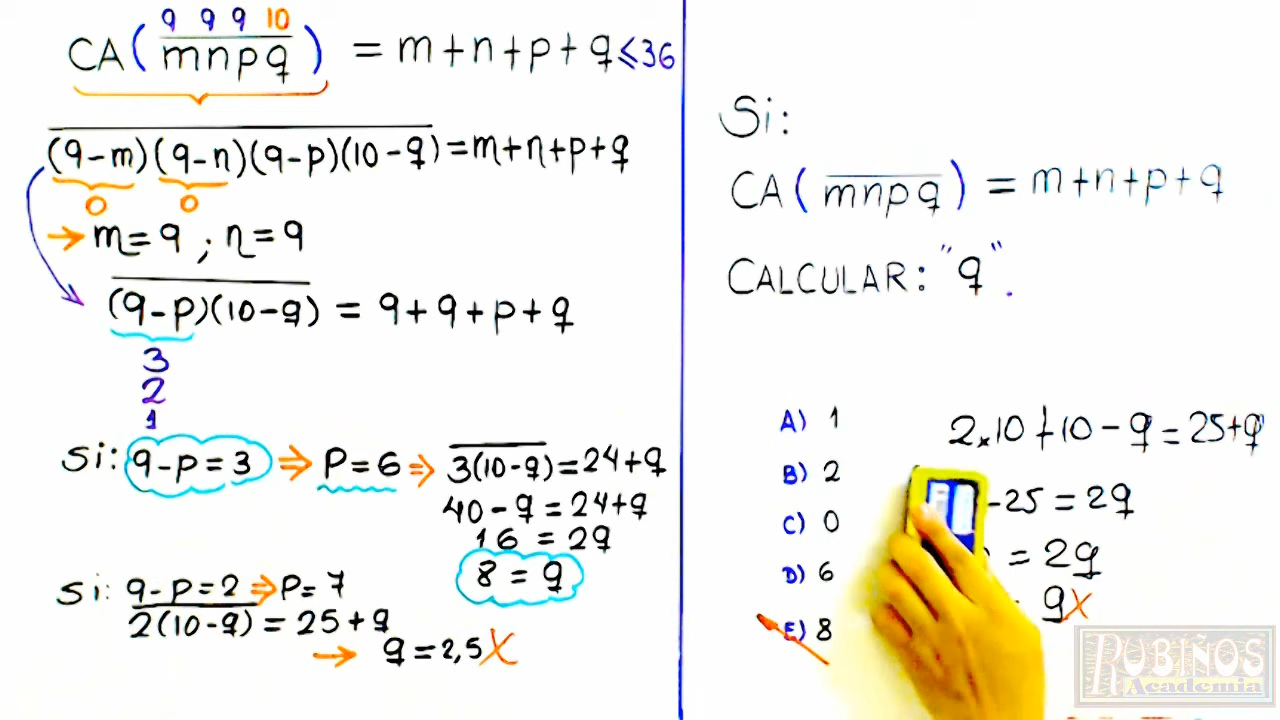 9 9 9 10
CA( mnpq ) = m+n+p+q ≤36
(9-m)(9-n)(9-p)(10-q)=m+n+p+q
0 0
→ m=9 ; n=9
(9-p)(10-q) = 9+9+p+q
3
2
1
Si: 9-p=3 ⇒ P=6 ⇒ 3(10-q)=24+q
40-q=24+q
16 = 2q
8 = q
Si: 9-p=2 ⇒ P=7
2(10-q)=25+q
→ q=2,5 X
Si:
CA( mnpq ) = m+n+p+q
CALCULAR: "q".
A) 1
B) 2
C) 0
D) 6
E) 8
2×10+10-q=25+q
-25=2q
= 2q
q X
RUBIÑOS
Academia